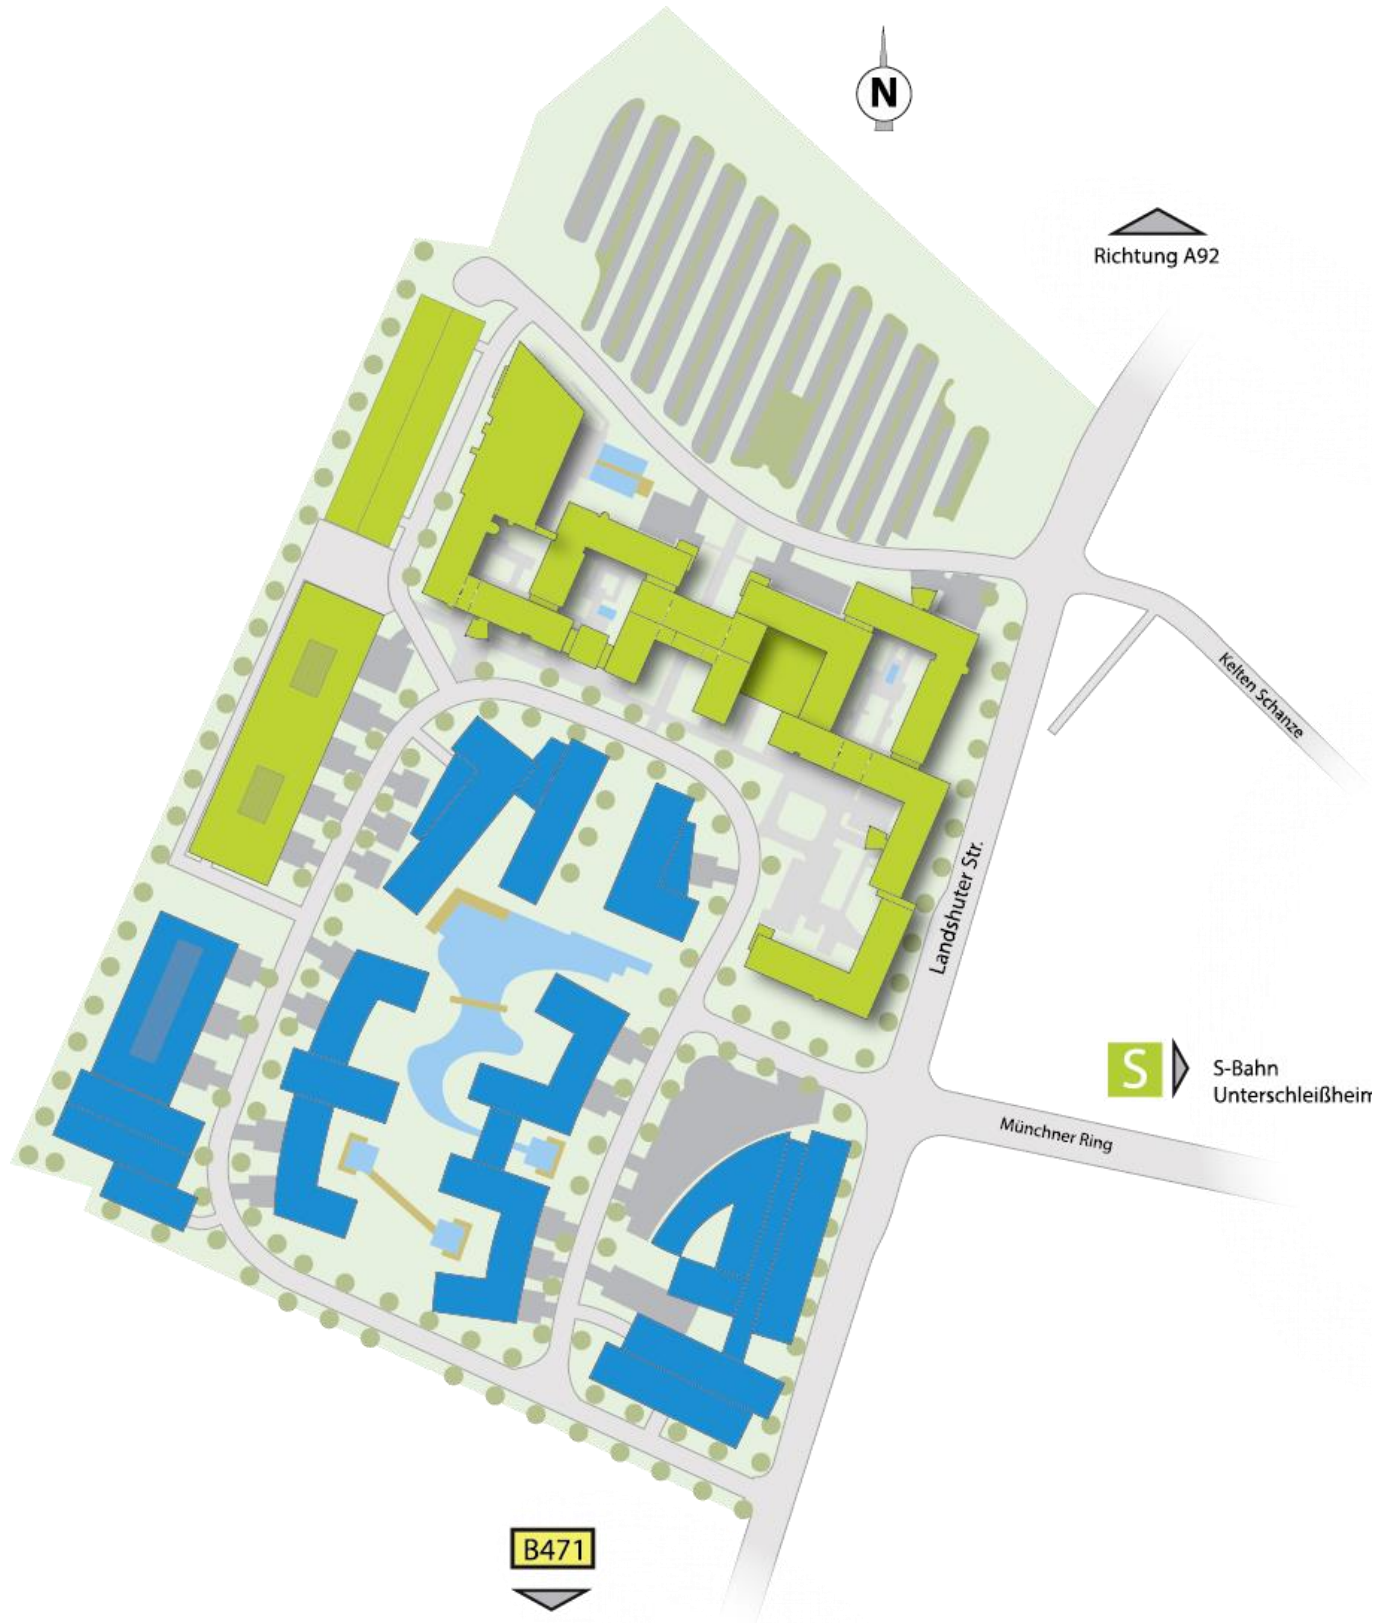 N
Richtung A92
Kelten Schanze
Landshuter Str.
S
S-Bahn
Unterschleißheim
Münchner Ring
B471